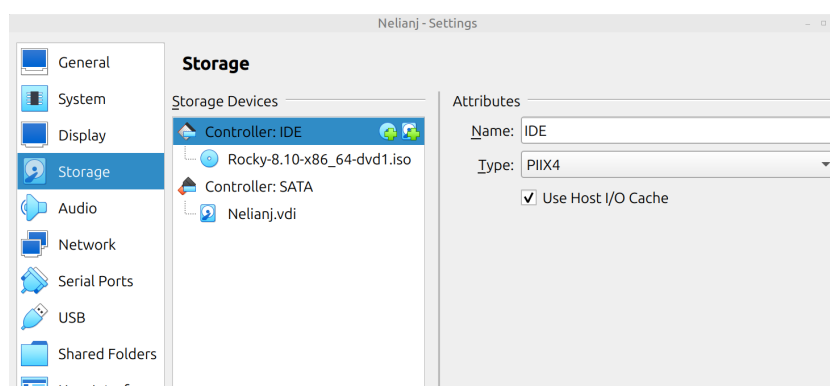 Nelianj - Settings
General
System
Display
Storage
Audio
Network
Serial Ports
USB
Shared Folders
Storage
Storage Devices
Controller: IDE
Rocky-8.10-x86_64-dvd1.iso
Controller: SATA
Nelianj.vdi
Attributes
Name: IDE
Type: PIIX4
Use Host I/O Cache